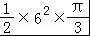 1/2 × 6² × π/3